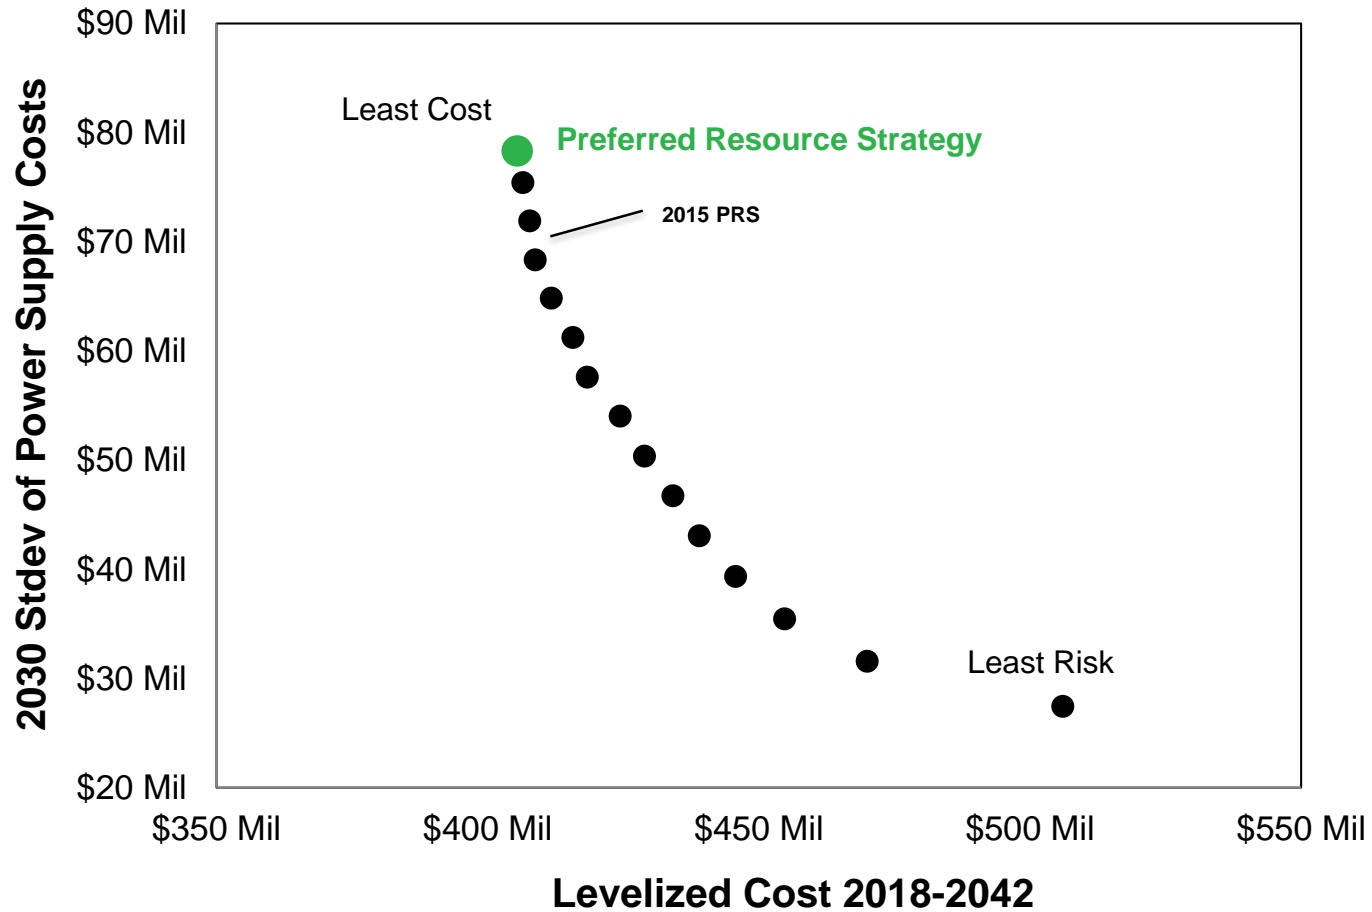 $90 Mil
$80 Mil
$70 Mil
$60 Mil
$50 Mil
$40 Mil
$30 Mil
$20 Mil
2030 Stdev of Power Supply Costs
Least Cost
Preferred Resource Strategy
2015 PRS
Least Risk
$350 Mil
$400 Mil
$450 Mil
$500 Mil
$550 Mil
Levelized Cost 2018-2042